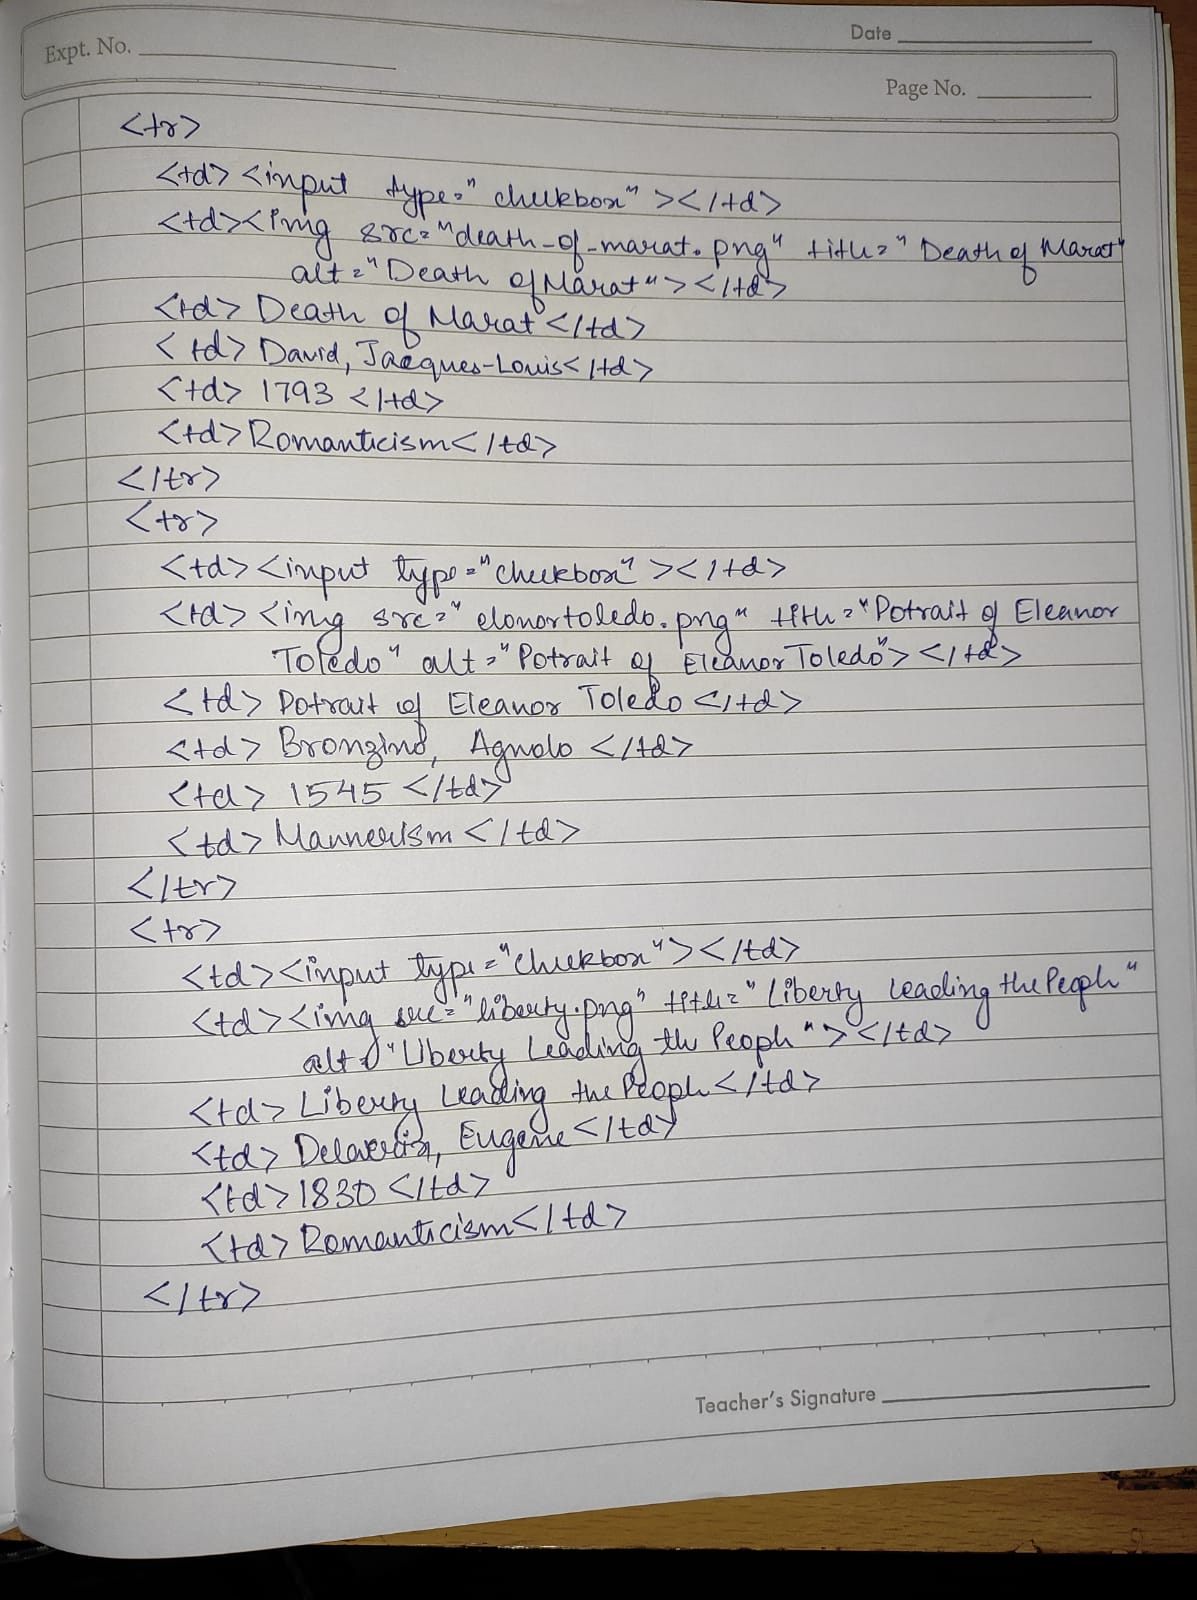 Expt. No.
Date
Page No.
<tr>
<td> <input type="checkbox" ></td>
<td><img src="death-of-marat.png" title="Death of Marat"
alt="Death of Marat"></td>
<td> Death of Marat </td>
<td> David, Jacques-Louis</td>
<td> 1793 </td>
<td> Romanticism</td>
</tr>
<tr>
<td> <input type="checkbox" ></td>
<td> <img src="elonortoledo.png" title="Potrait of Eleanor
Toledo" alt="Potrait of Eleanor Toledo"> </td>
<td> Potrait of Eleanor Toledo </td>
<td> Bronzino, Agnolo </td>
<td> 1545 </td>
<td> Mannerism </td>
</tr>
<tr>
<td><input type="checkbox"></td>
<td><img src="liberty.png" title="Liberty Leading the People"
alt="Liberty Leading the People"></td>
<td> Liberty Leading the People</td>
<td> Delacroix, Eugene </td>
<td> 1830 </td>
<td> Romanticism</td>
</tr>
Teacher's Signature